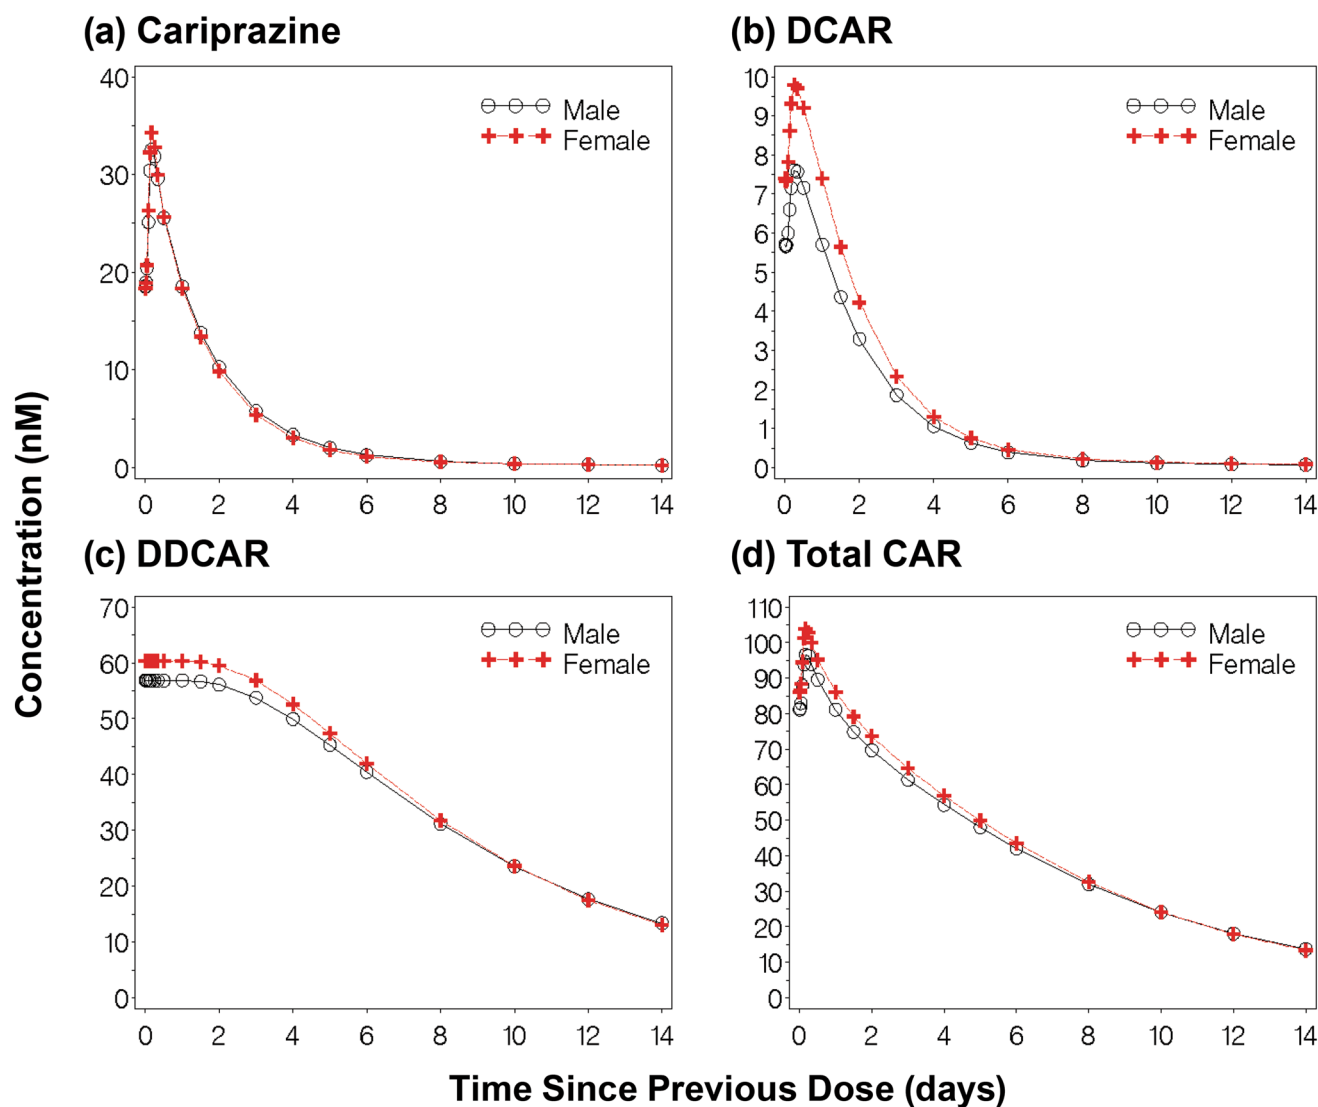 (a) Cariprazine
40
30
20
10
0
0 2 4 6 8 10 12 14
Male
Female
(b) DCAR
10
9
8
7
6
5
4
3
2
1
0
0 2 4 6 8 10 12 14
Male
Female
(c) DDCAR
70
60
50
40
30
20
10
0
0 2 4 6 8 10 12 14
Male
Female
(d) Total CAR
110
100
90
80
70
60
50
40
30
20
10
0
0 2 4 6 8 10 12 14
Male
Female
Concentration (nM)
Time Since Previous Dose (days)